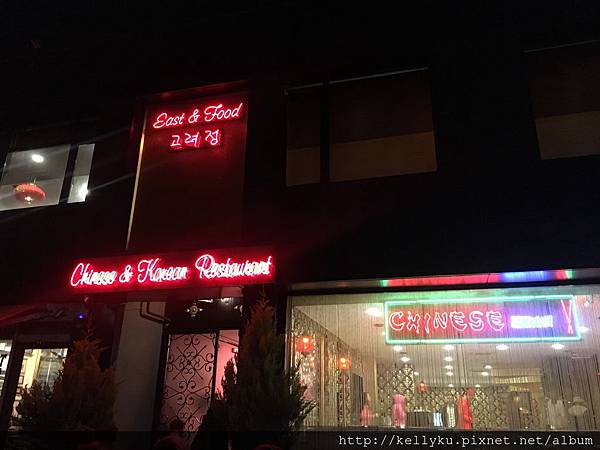 East & Food
고려정
Chinese & Korean Restaurant
CHINESE
http://kellyku.pixnet.net/album